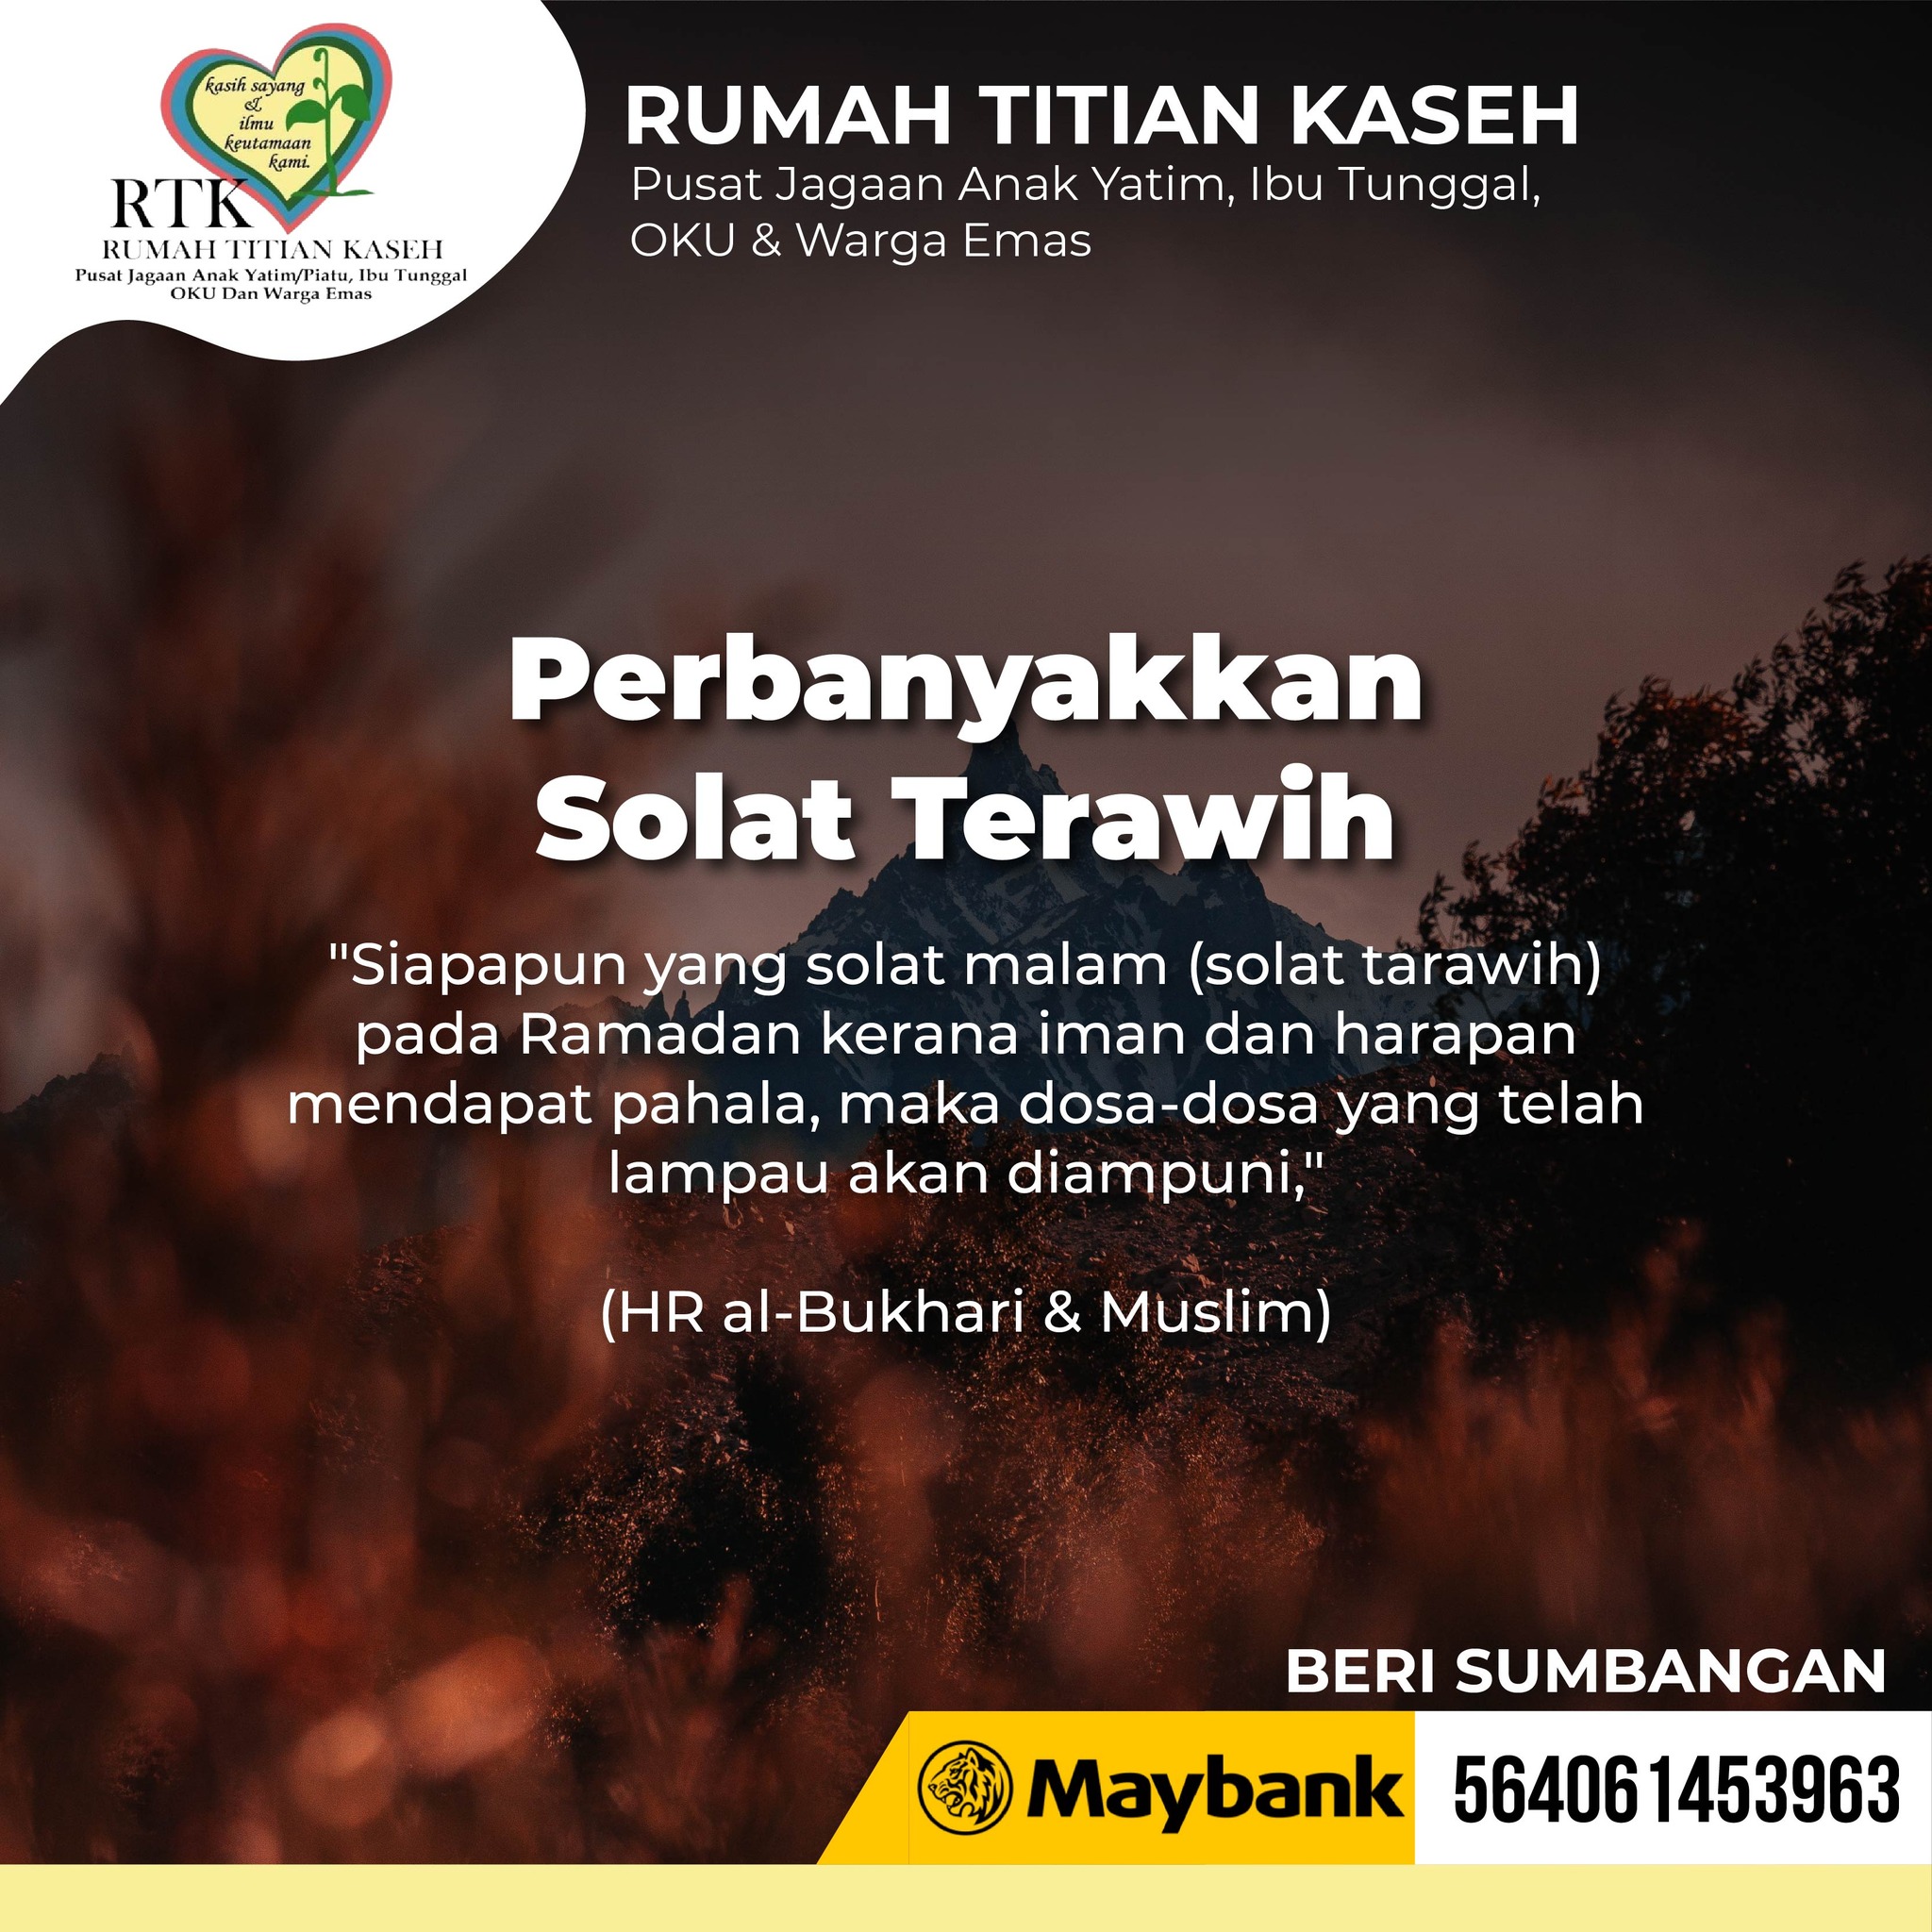 kasih sayang
&
ilmu
keutamaan
kami.
RTK
RUMAH TITIAN KASEH
Pusat Jagaan Anak Yatim/Piatu, Ibu Tunggal
OKU Dan Warga Emas
RUMAH TITIAN KASEH
Pusat Jagaan Anak Yatim, Ibu Tunggal,
OKU & Warga Emas
Perbanyakkan
Solat Terawih
"Siapapun yang solat malam (solat tarawih)
pada Ramadan kerana iman dan harapan
mendapat pahala, maka dosa-dosa yang telah
lampau akan diampuni,"
(HR al-Bukhari & Muslim)
BERI SUMBANGAN
Maybank 564061453963